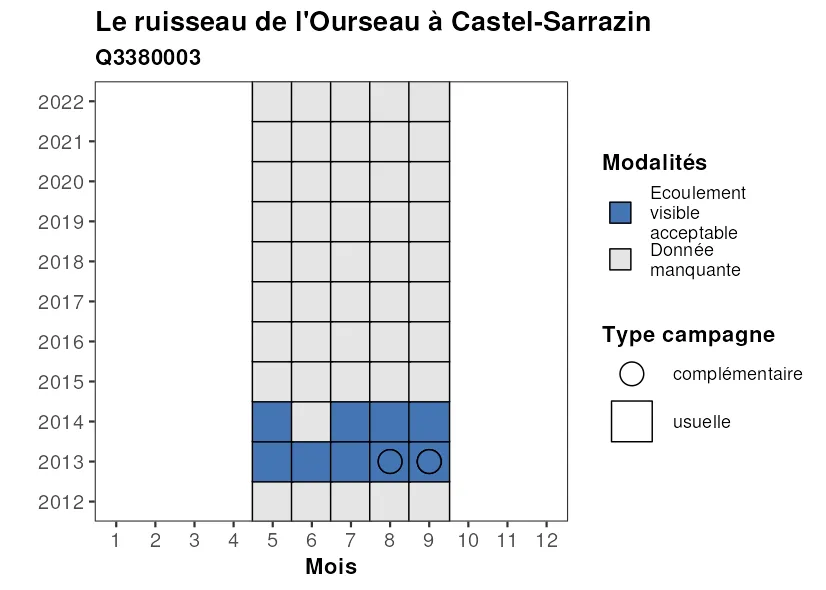 Le ruisseau de l'Ourseau à Castel-Sarrazin
Q3380003
2022
2021
2020
2019
2018
2017
2016
2015
2014
2013
2012
1 2 3 4 5 6 7 8 9 10 11 12
Mois
Modalités
Ecoulement
visible
acceptable
Donnée
manquante
Type campagne
complémentaire
usuelle